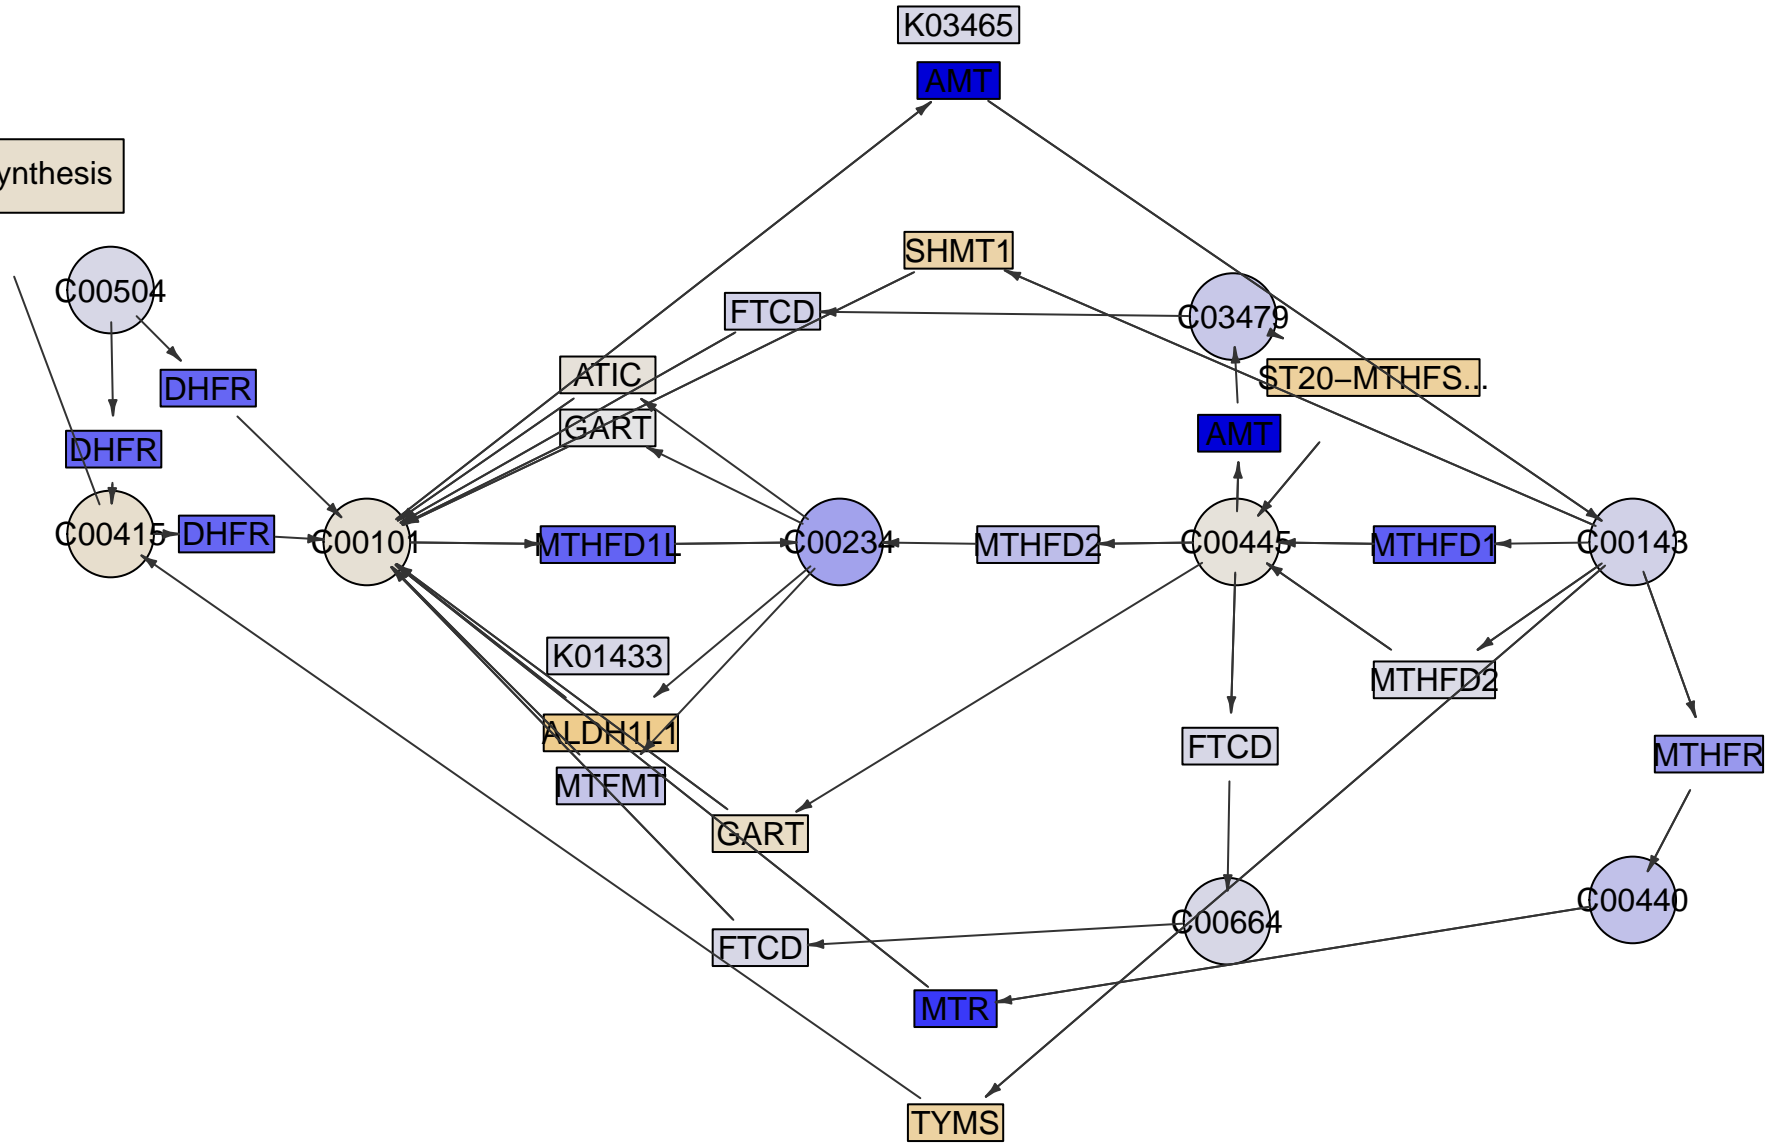 K03465
AMT
ynthesis
SHMT1
C00504
FTCD
C03479
ATIC
ST20−MTHFS...
DHFR
GART
AMT
DHFR
C00415
DHFR
C00101
MTHFD1L
C00234
MTHFD2
C00445
MTHFD1
C00143
K01433
MTHFD2
ALDH1L1
FTCD
MTHFR
MTFMT
GART
C00440
C00664
FTCD
MTR
TYMS